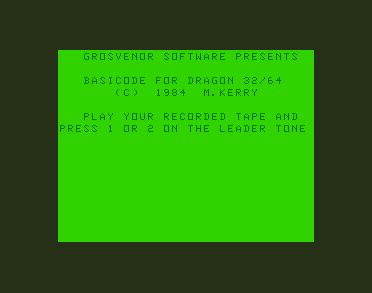 GROSVENOR SOFTWARE PRESENTS
BASICODE FOR DRAGON 32/64
(C) 1984 M.KERRY
PLAY YOUR RECORDED TAPE AND
PRESS 1 OR 2 ON THE LEADER TONE